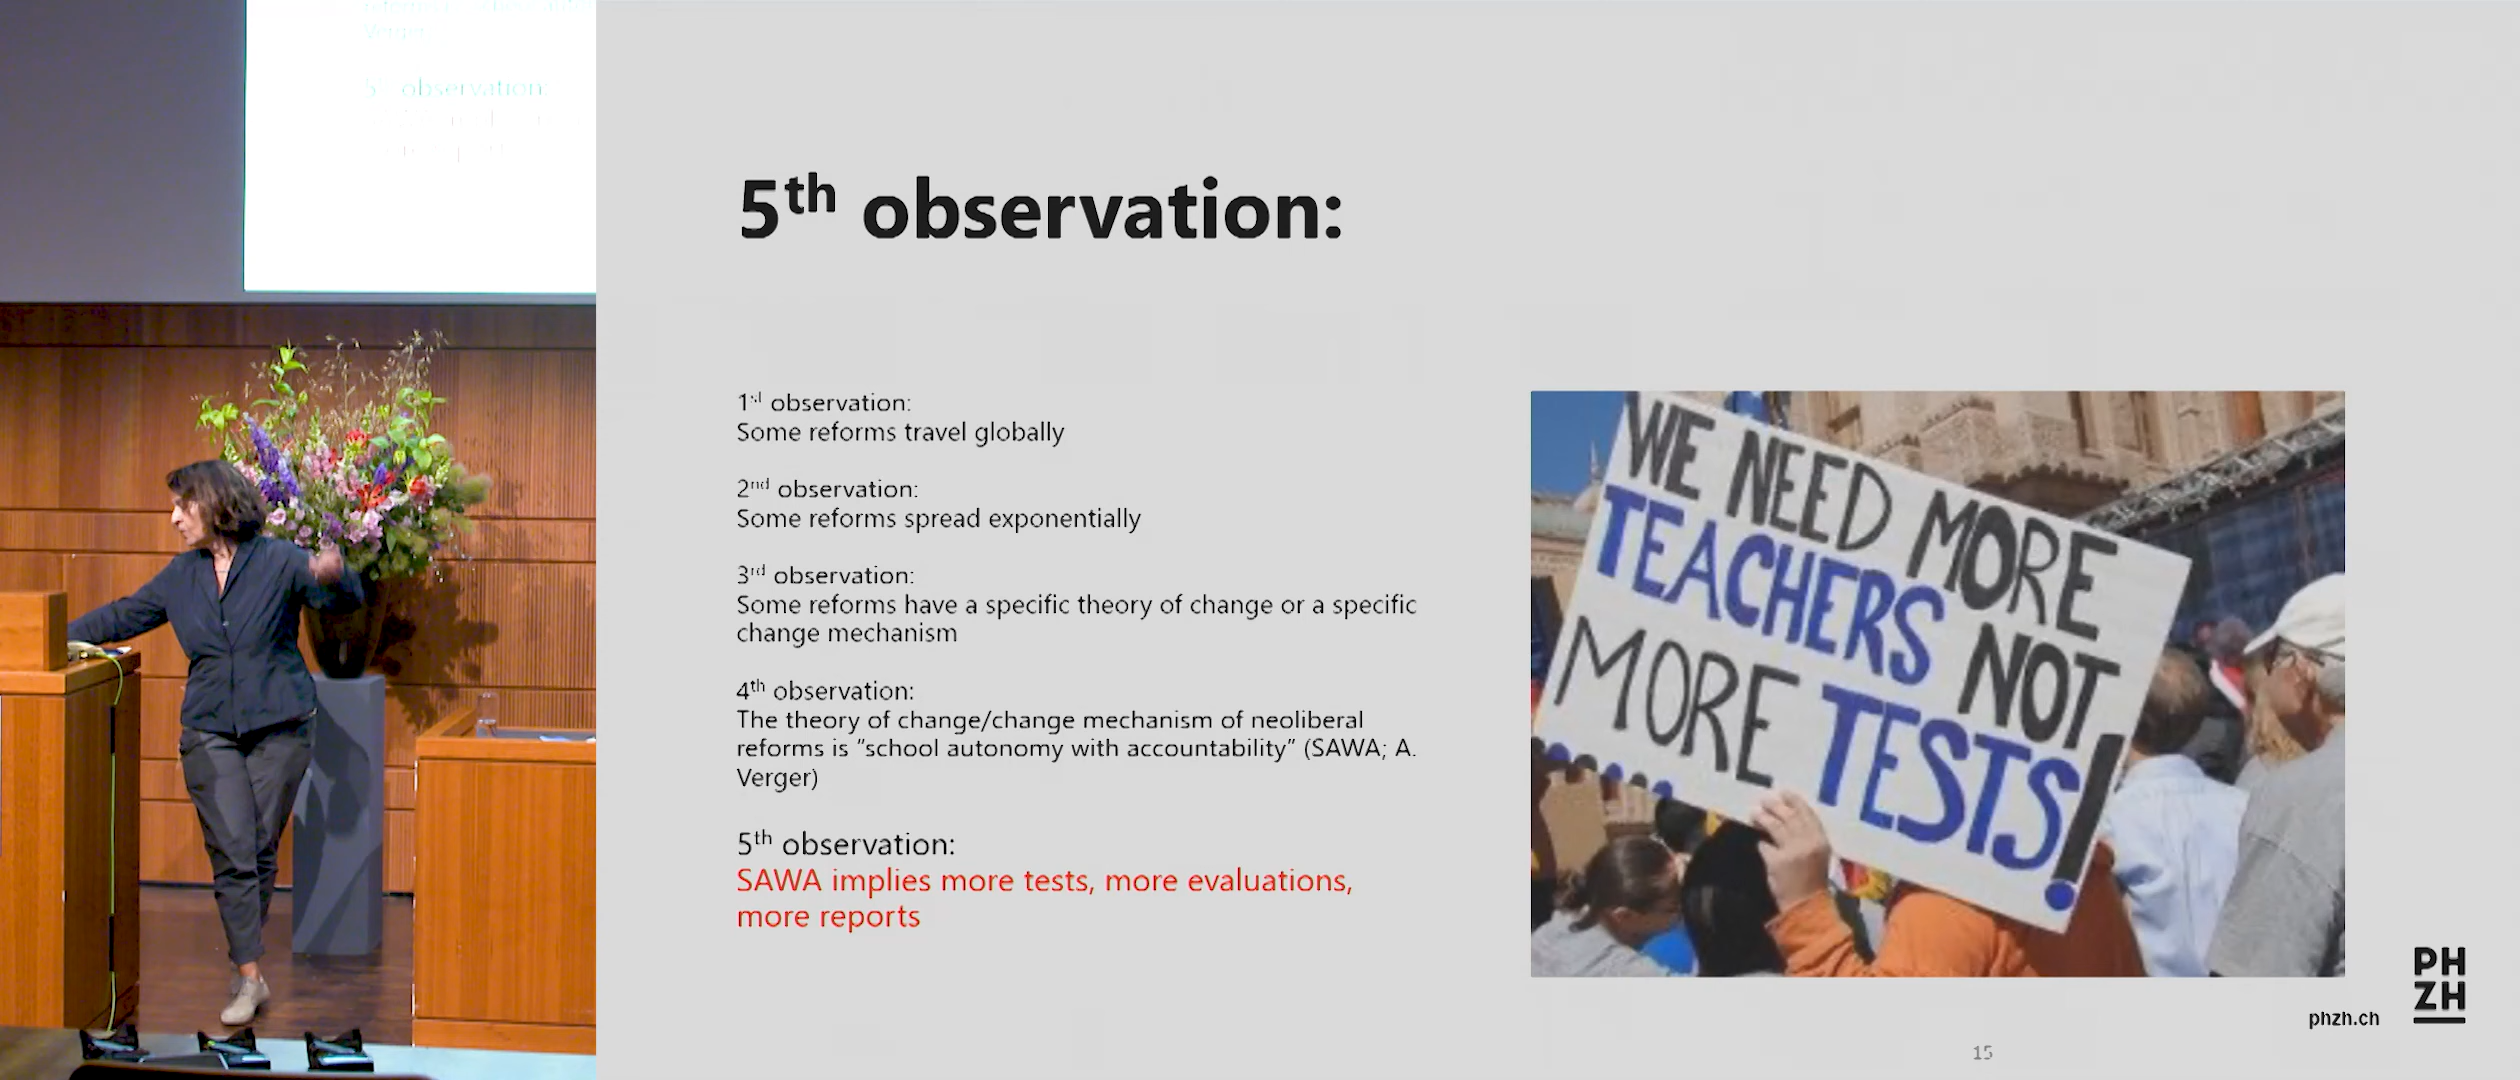 5th observation:
5th observation:
1st observation:
Some reforms travel globally
2nd observation:
Some reforms spread exponentially
3rd observation:
Some reforms have a specific theory of change or a specific
change mechanism
4th observation:
The theory of change/change mechanism of neoliberal
reforms is “school autonomy with accountability” (SAWA; A.
Verger)
5th observation:
SAWA implies more tests, more evaluations,
more reports
WE NEED MORE
TEACHERS NOT
MORE TESTS!
PH
ZH
phzh.ch
15